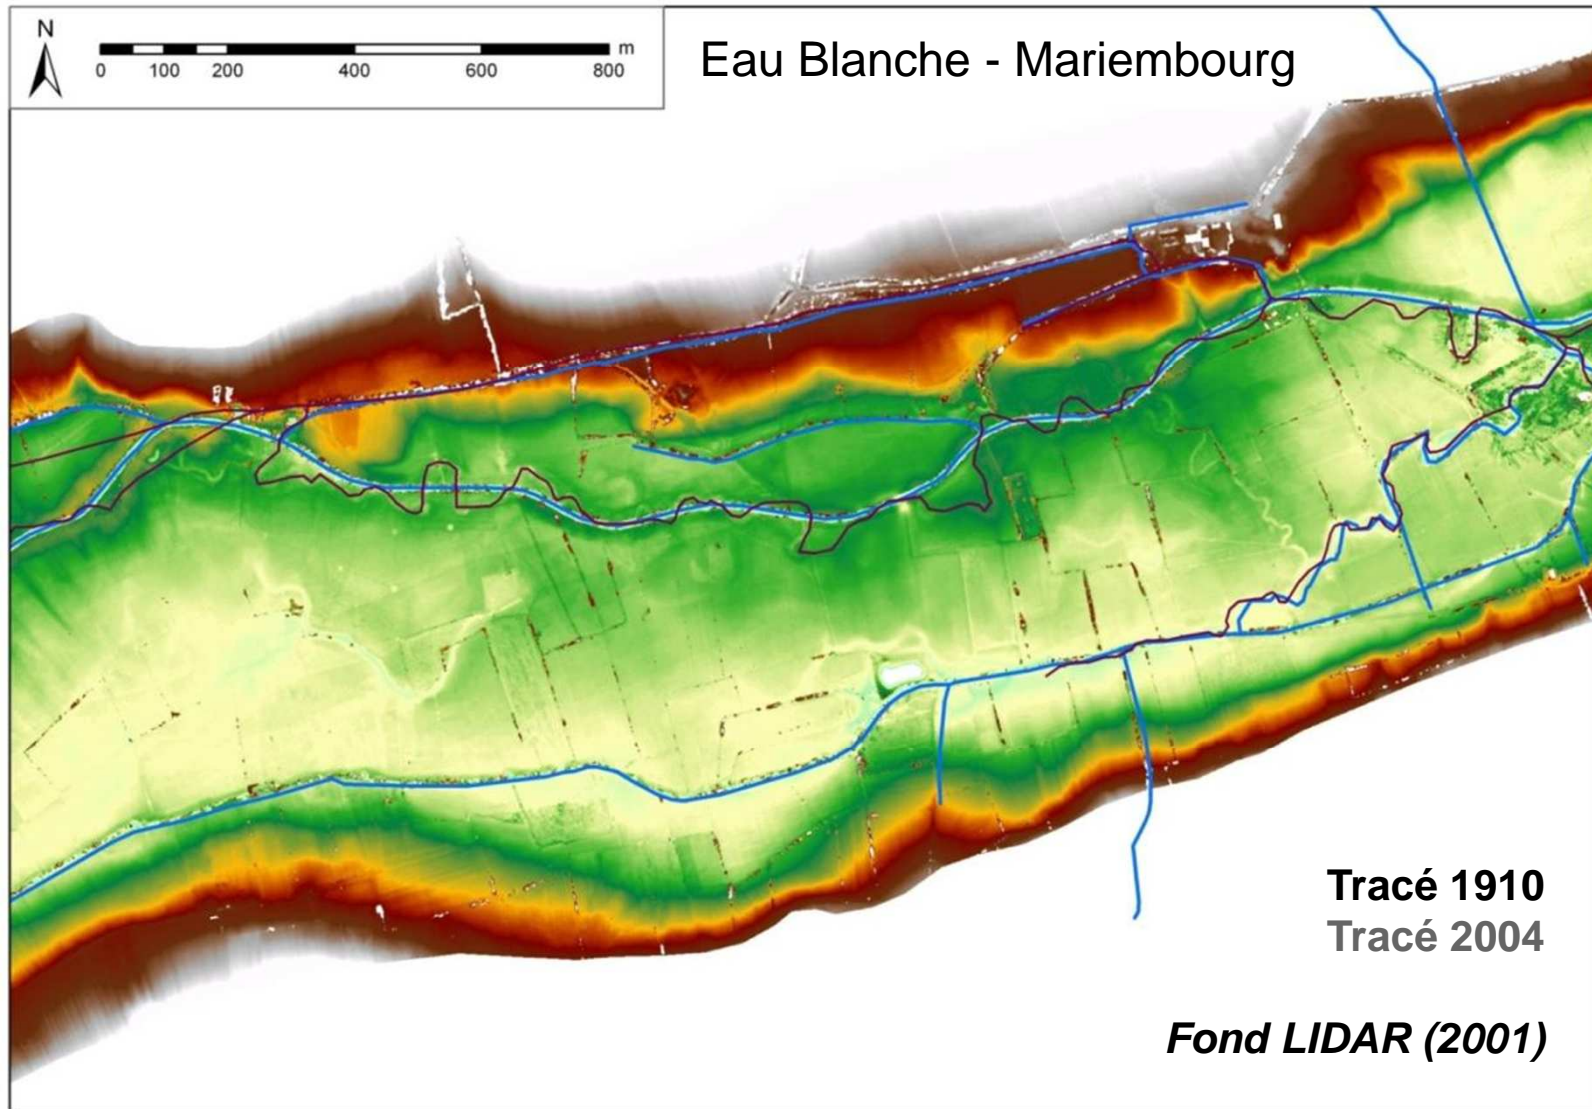 N
m
0 100 200 400 600 800
Eau Blanche - Mariembourg
Tracé 1910
Tracé 2004
Fond LIDAR (2001)